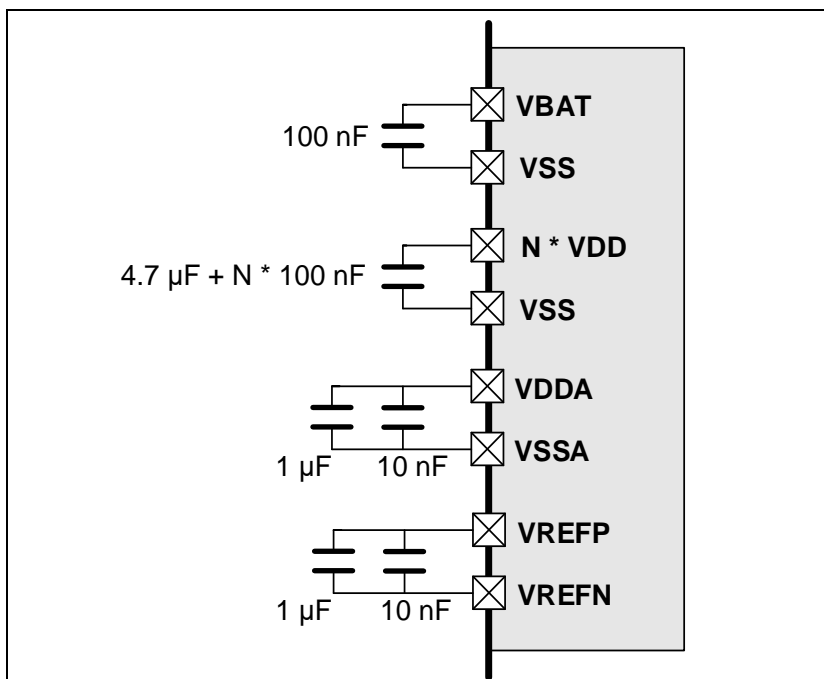 VBAT
100 nF
VSS
N * VDD
4.7 µF + N * 100 nF
VSS
VDDA
VSSA
1 µF 10 nF
VREFP
VREFN
1 µF 10 nF